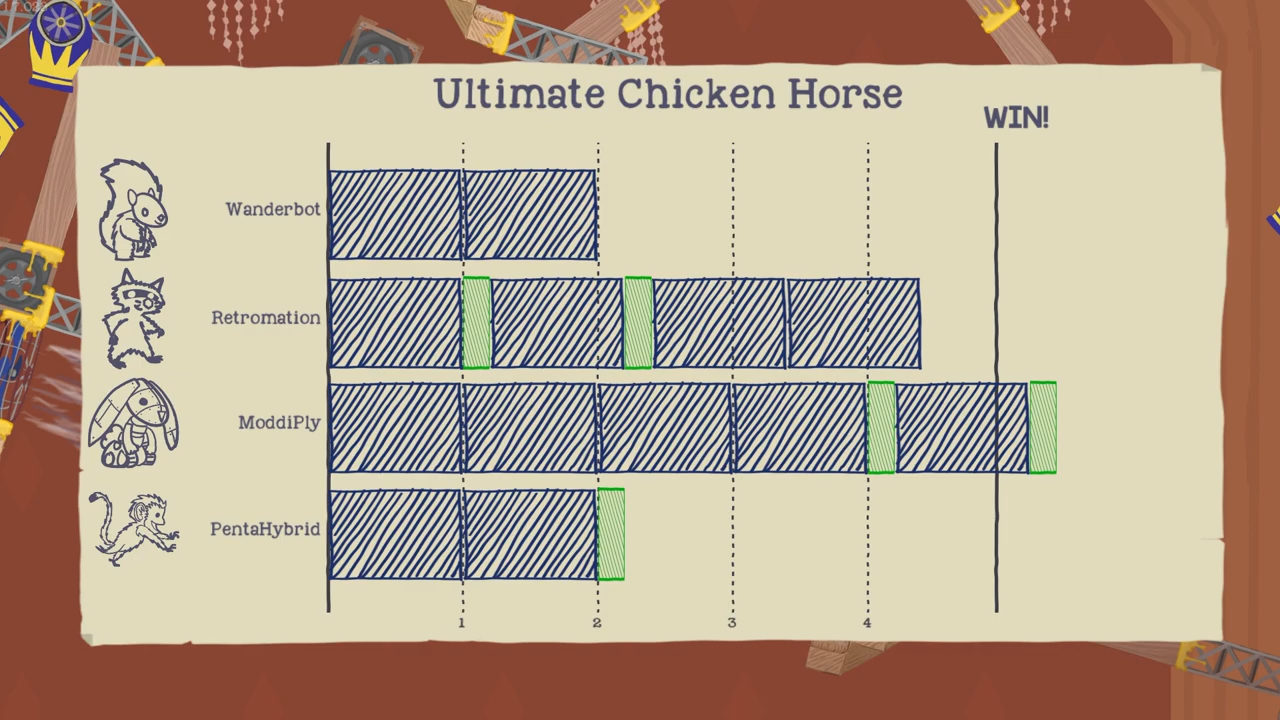 Ultimate Chicken Horse
WIN!
Wanderbot
Retromation
ModdiPly
PentaHybrid
1 2 3 4